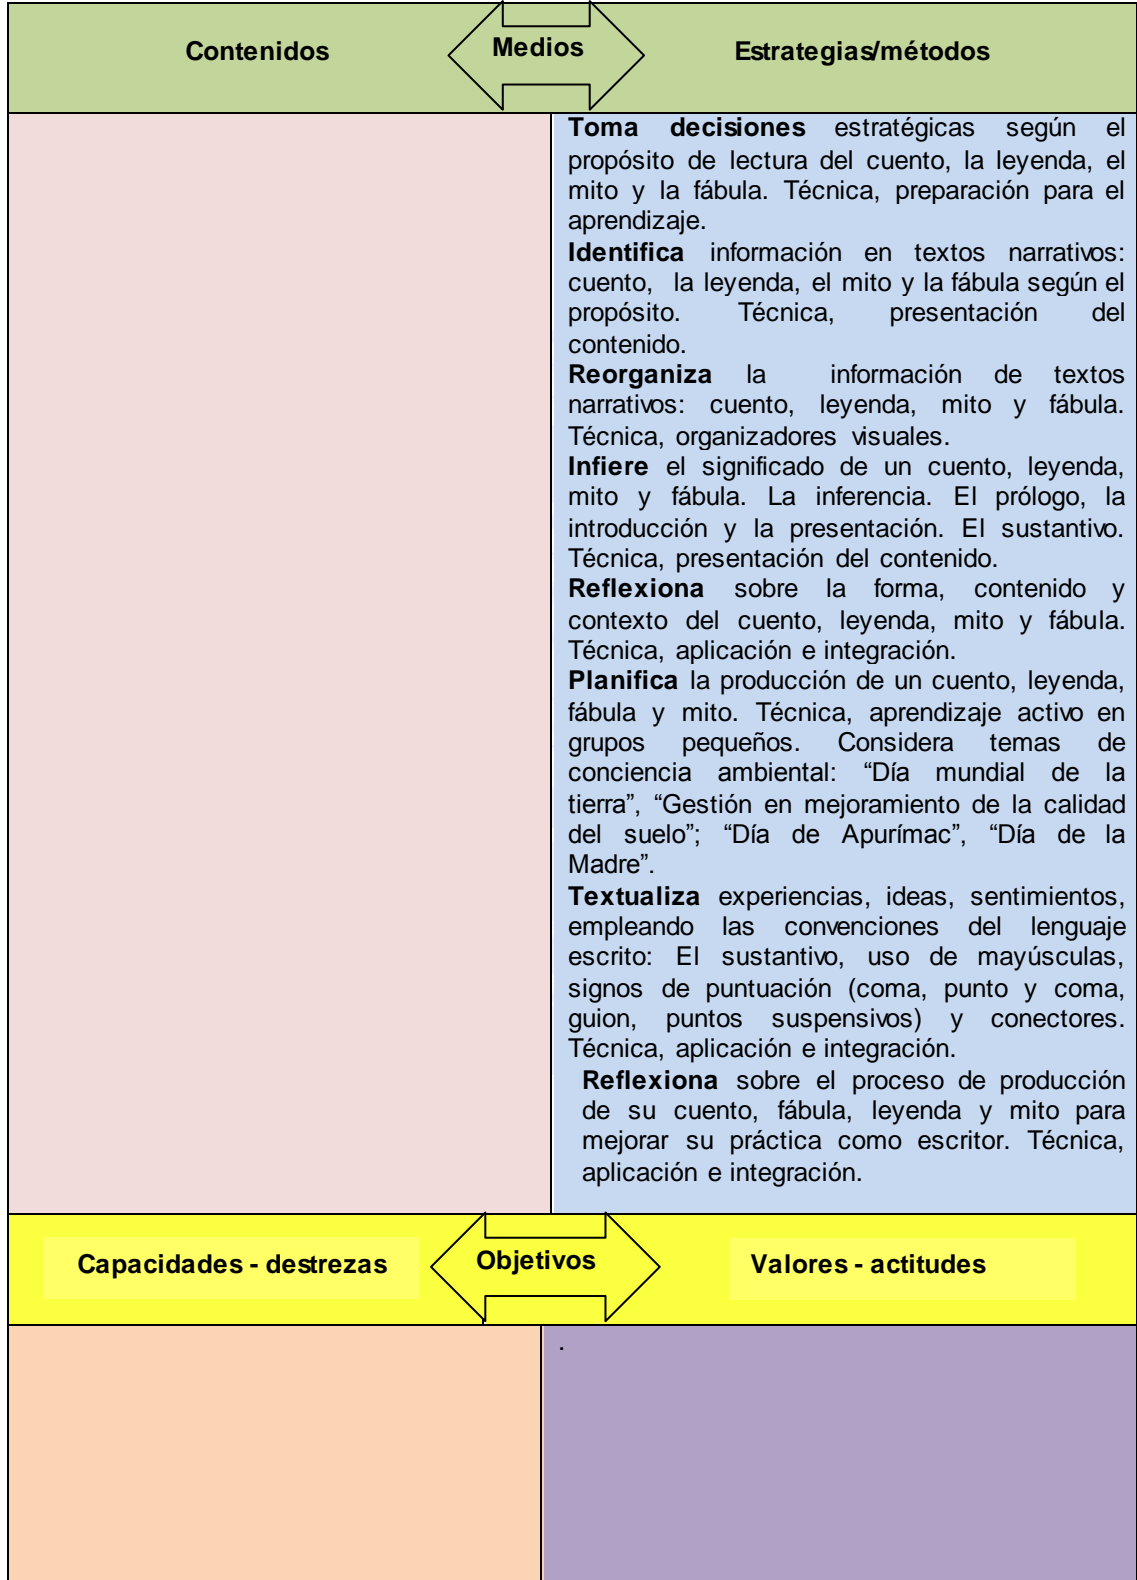 Contenidos
Medios
Estrategias/métodos
Toma decisiones estratégicas según el
propósito de lectura del cuento, la leyenda, el
mito y la fábula. Técnica, preparación para el
aprendizaje.
Identifica información en textos narrativos:
cuento, la leyenda, el mito y la fábula según el
propósito. Técnica, presentación del
contenido.
Reorganiza la información de textos
narrativos: cuento, leyenda, mito y fábula.
Técnica, organizadores visuales.
Infiere el significado de un cuento, leyenda,
mito y fábula. La inferencia. El prólogo, la
introducción y la presentación. El sustantivo.
Técnica, presentación del contenido.
Reflexiona sobre la forma, contenido y
contexto del cuento, leyenda, mito y fábula.
Técnica, aplicación e integración.
Planifica la producción de un cuento, leyenda,
fábula y mito. Técnica, aprendizaje activo en
grupos pequeños. Considera temas de
conciencia ambiental: “Día mundial de la
tierra”, “Gestión en mejoramiento de la calidad
del suelo”; “Día de Apurímac”, “Día de la
Madre”.
Textualiza experiencias, ideas, sentimientos,
empleando las convenciones del lenguaje
escrito: El sustantivo, uso de mayúsculas,
signos de puntuación (coma, punto y coma,
guion, puntos suspensivos) y conectores.
Técnica, aplicación e integración.
Reflexiona sobre el proceso de producción
de su cuento, fábula, leyenda y mito para
mejorar su práctica como escritor. Técnica,
aplicación e integración.
Capacidades - destrezas
Objetivos
Valores - actitudes
.